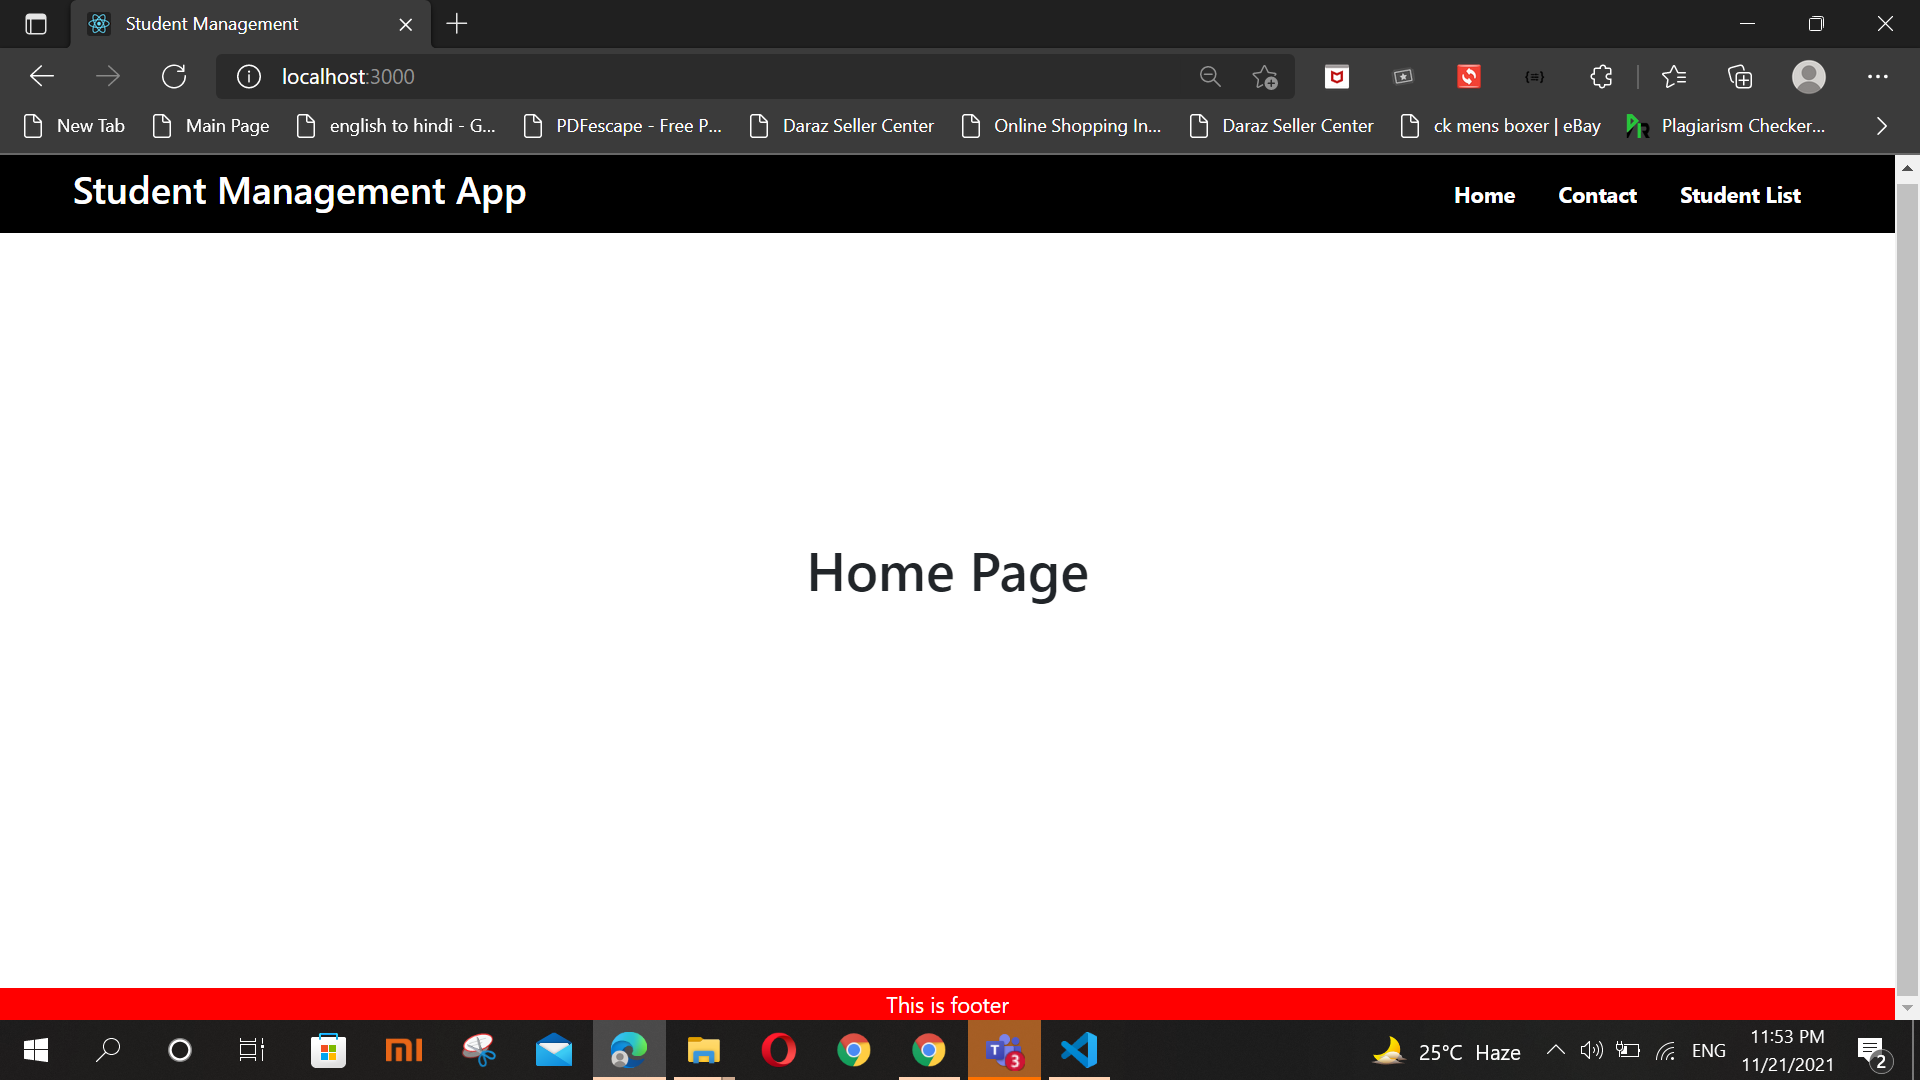 Student Management
localhost:3000
New Tab
Main Page
english to hindi - G...
PDFescape - Free P...
Daraz Seller Center
Online Shopping In...
Daraz Seller Center
ck mens boxer | eBay
Plagiarism Checker...
Student Management App
Home
Contact
Student List
Home Page
This is footer
mi
T
3
25°C Haze
ENG
11:53 PM
11/21/2021
2